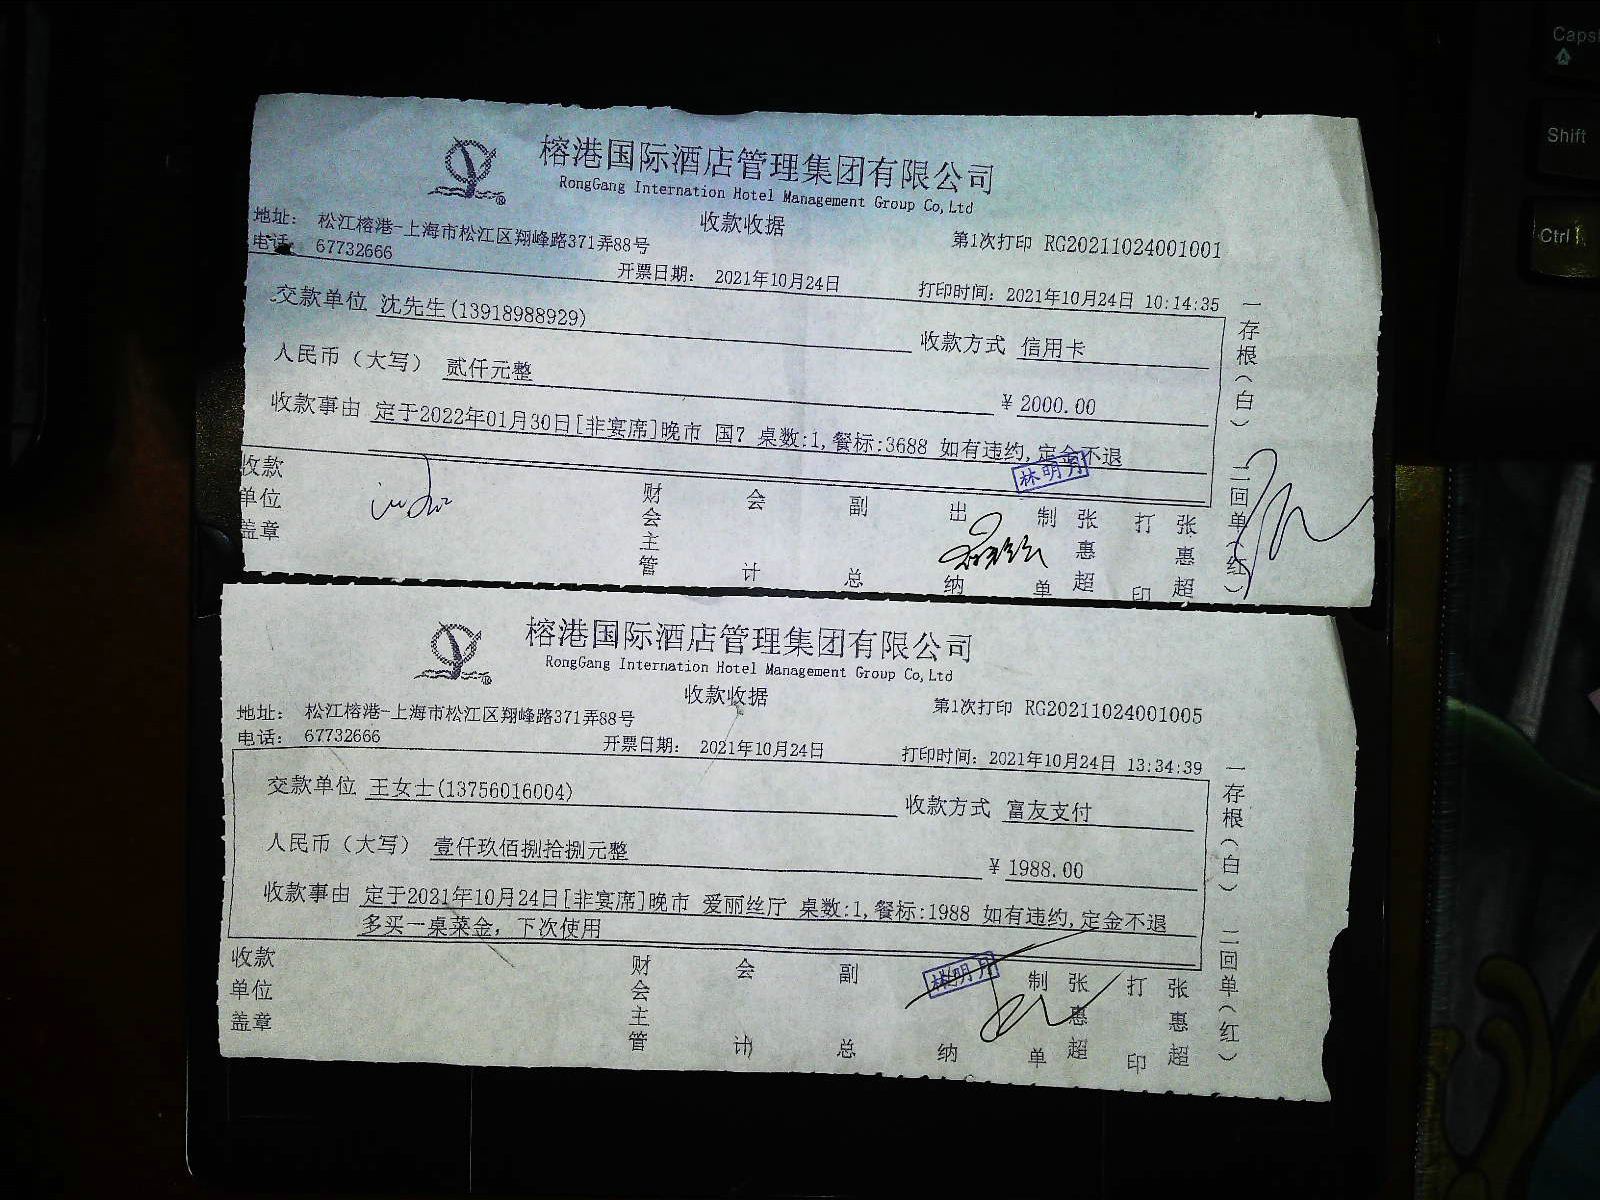 榕港国际酒店管理集团有限公司
RongGang Internation Hotel Management Group Co,Ltd
收款收据
地址： 松江榕港-上海市松江区翔峰路371弄88号
第1次打印 RG20211024001001
电话： 67732666
开票日期： 2021年10月24日
打印时间：2021年10月24日 10:14:35
交款单位 沈先生(13918988929)
收款方式 信用卡
人民币（大写） 贰仟元整
￥2000.00
收款事由 定于2022年01月30日[非宴席]晚市 国7 桌数:1,餐标:3688 如有违约,定金不退
林明月
收款单位盖章
财会主管
会计
副总
出纳
制单
张惠超
打印
张惠超
一存根（白） 二回单（红）
榕港国际酒店管理集团有限公司
RongGang Internation Hotel Management Group Co,Ltd
收款收据
地址： 松江榕港-上海市松江区翔峰路371弄88号
第1次打印 RG20211024001005
电话： 67732666
开票日期： 2021年10月24日
打印时间：2021年10月24日 13:34:39
交款单位 王女士(13756016004)
收款方式 富友支付
人民币（大写） 壹仟玖佰捌拾捌元整
￥1988.00
收款事由 定于2021年10月24日[非宴席]晚市 爱丽丝厅 桌数:1,餐标:1988 如有违约,定金不退
多买一桌菜金，下次使用
林明月
收款单位盖章
财会主管
会计
副总
纳
制单
张惠超
打印
张惠超
一存根（白） 二回单（红）
Caps
Shift
Ctrl